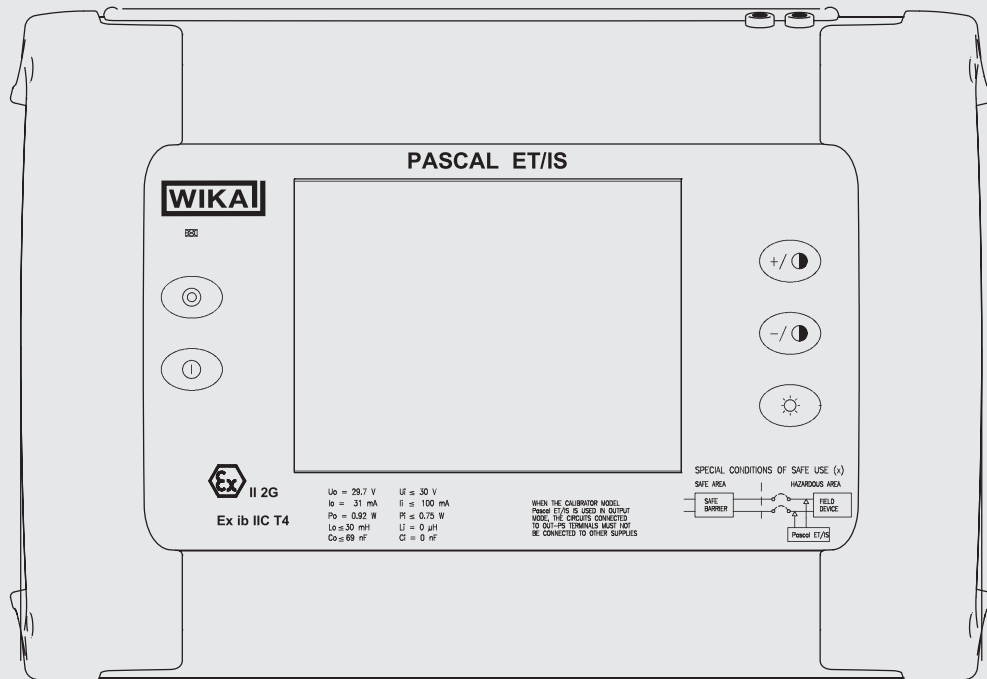 PASCAL ET/IS
WIKA
+/
-/
Ex II 2G
Ex ib IIC T4
Uo = 29.7 V Ui ≤ 30 V
Io = 31 mA Ii ≤ 100 mA
Po = 0.92 W Pi ≤ 0.75 W
Lo ≤ 30 mH Li = 0 µH
Co ≤ 69 nF Ci = 0 nF
WHEN THE CALIBRATOR MODEL
Pascal ET/IS IS USED IN OUTPUT
MODE, THE CIRCUITS CONNECTED
TO OUT-PS TERMINALS MUST NOT
BE CONNECTED TO OTHER SUPPLIES
SPECIAL CONDITIONS OF SAFE USE (x)
SAFE AREA HAZARDOUS AREA
SAFE
BARRIER
FIELD
DEVICE
Pascal ET/IS